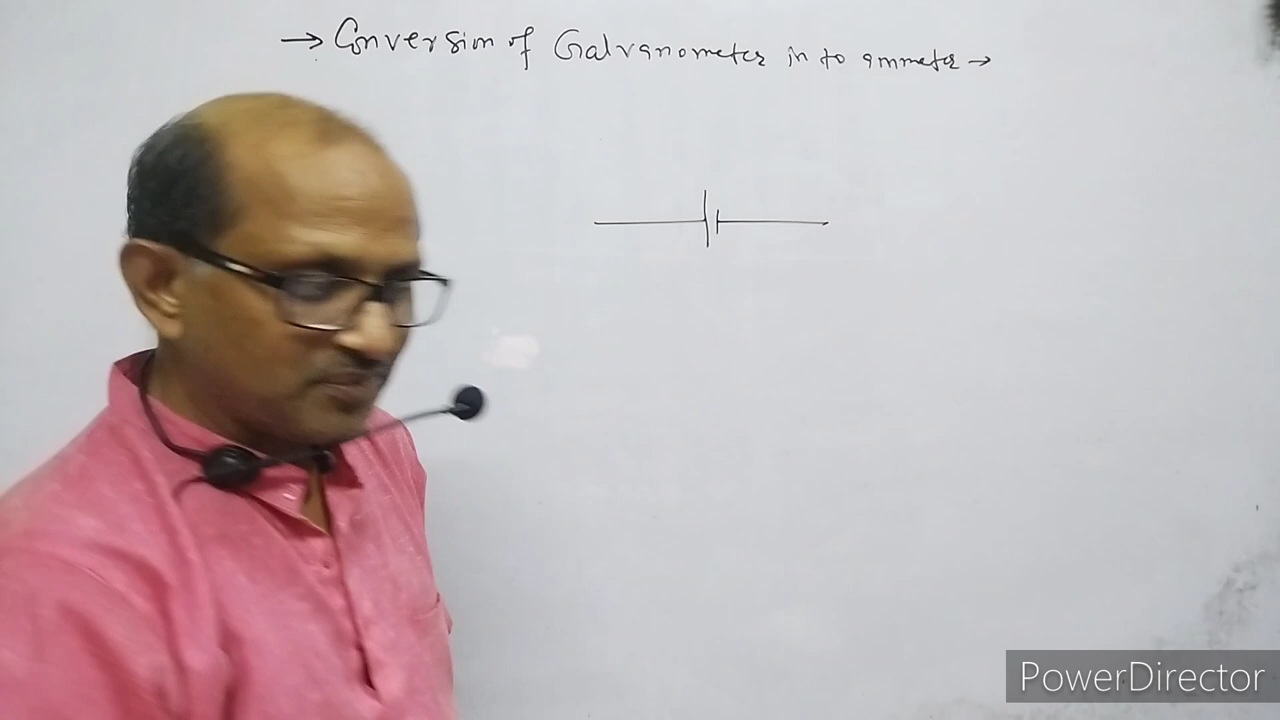 → Conversion of Galvanometer in to ammeter →
PowerDirector